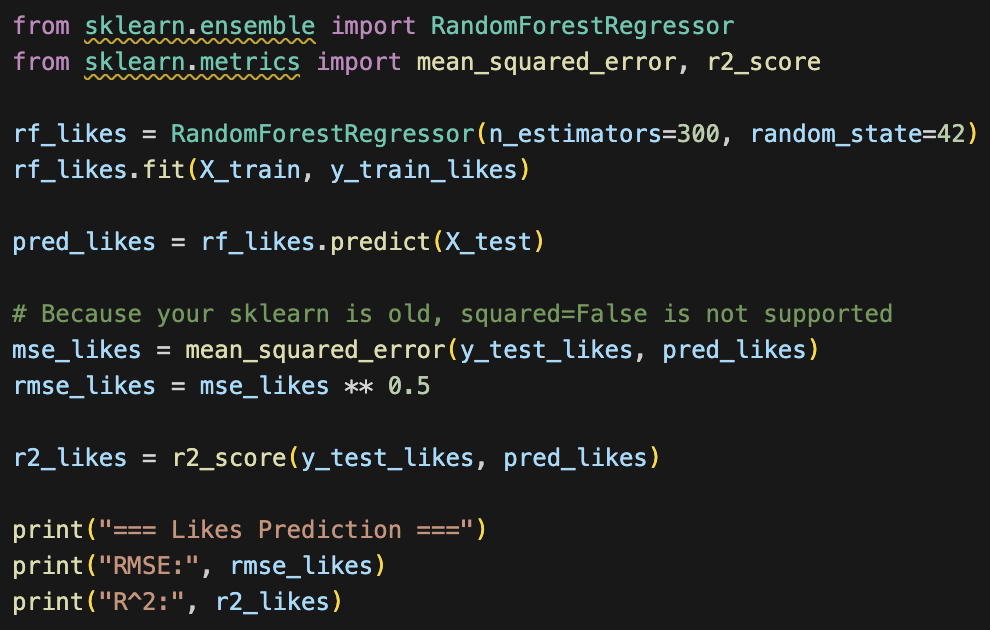 from sklearn.ensemble import RandomForestRegressor
from sklearn.metrics import mean_squared_error, r2_score
rf_likes = RandomForestRegressor(n_estimators=300, random_state=42)
rf_likes.fit(X_train, y_train_likes)
pred_likes = rf_likes.predict(X_test)
# Because your sklearn is old, squared=False is not supported
mse_likes = mean_squared_error(y_test_likes, pred_likes)
rmse_likes = mse_likes ** 0.5
r2_likes = r2_score(y_test_likes, pred_likes)
print("=== Likes Prediction ===")
print("RMSE:", rmse_likes)
print("R^2:", r2_likes)